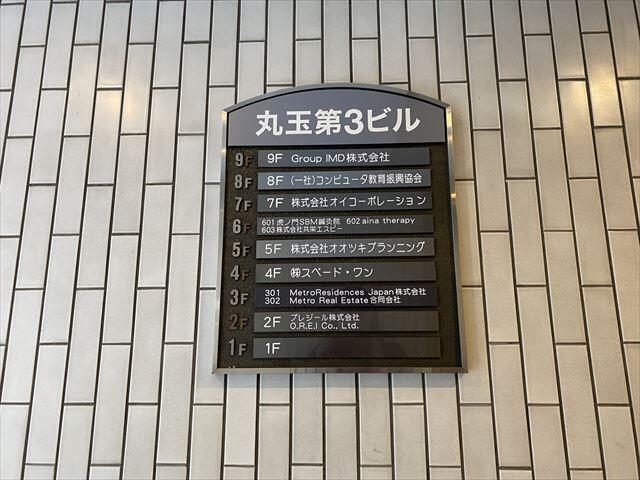 丸玉第3ビル
9F 9F Group IMD株式会社
8F 8F (一社)コンピュータ教育振興協会
7F 7F 株式会社オイコーポレーション
6F 601虎ノ門SBM鍼灸院 602aina therapy
603株式会社共栄エスピー
5F 5F 株式会社オオツキプランニング
4F 4F ㈱スペード・ワン
3F 301 MetroResidences Japan株式会社
302 Metro Real Estate合同会社
2F 2F プレジール株式会社
O.R.E.I Co., Ltd.
1F 1F